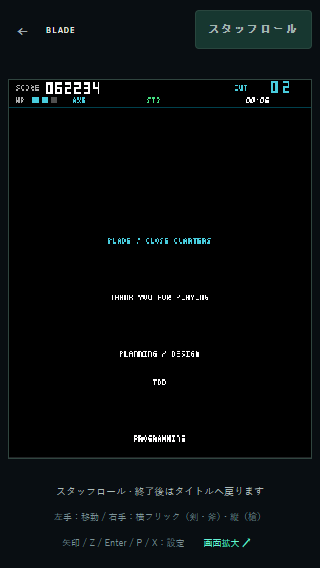 ← BLADE スタッフロール
SCORE 062234 CUT 02
HP AXE ST3 00:06
BLADE / CLOSE QUARTERS
THANK YOU FOR PLAYING
PLANNING / DESIGN
TDD
PROGRAMMING
スタッフロール · 終了後はタイトルへ戻ります
左手：移動 / 右手：横フリック（剣・斧）・縦（槍）
矢印 / Z / Enter / P / X：設定 画面拡大 ⤢